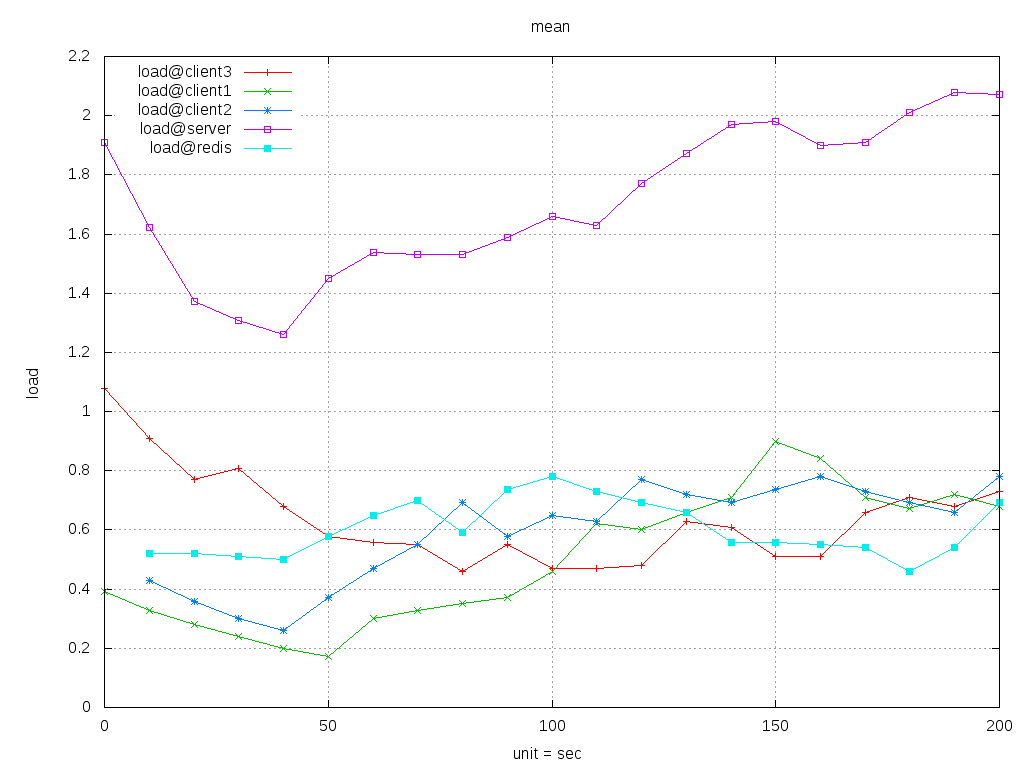 mean
load@client3
load@client1
load@client2
load@server
load@redis
2.2
2
1.8
1.6
1.4
1.2
1
0.8
0.6
0.4
0.2
0
load
0 50 100 150 200
unit = sec